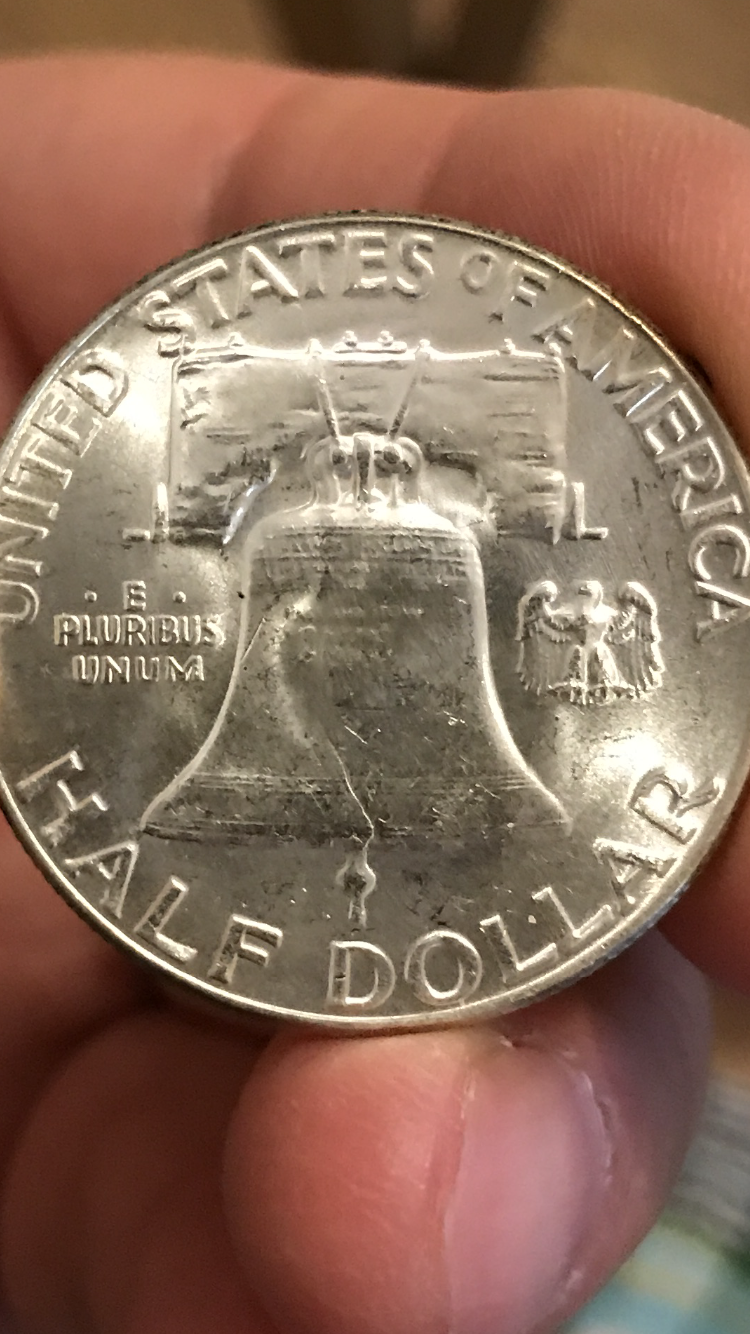 UNITED STATES OF AMERICA
· E ·
PLURIBUS
UNUM
HALF DOLLAR